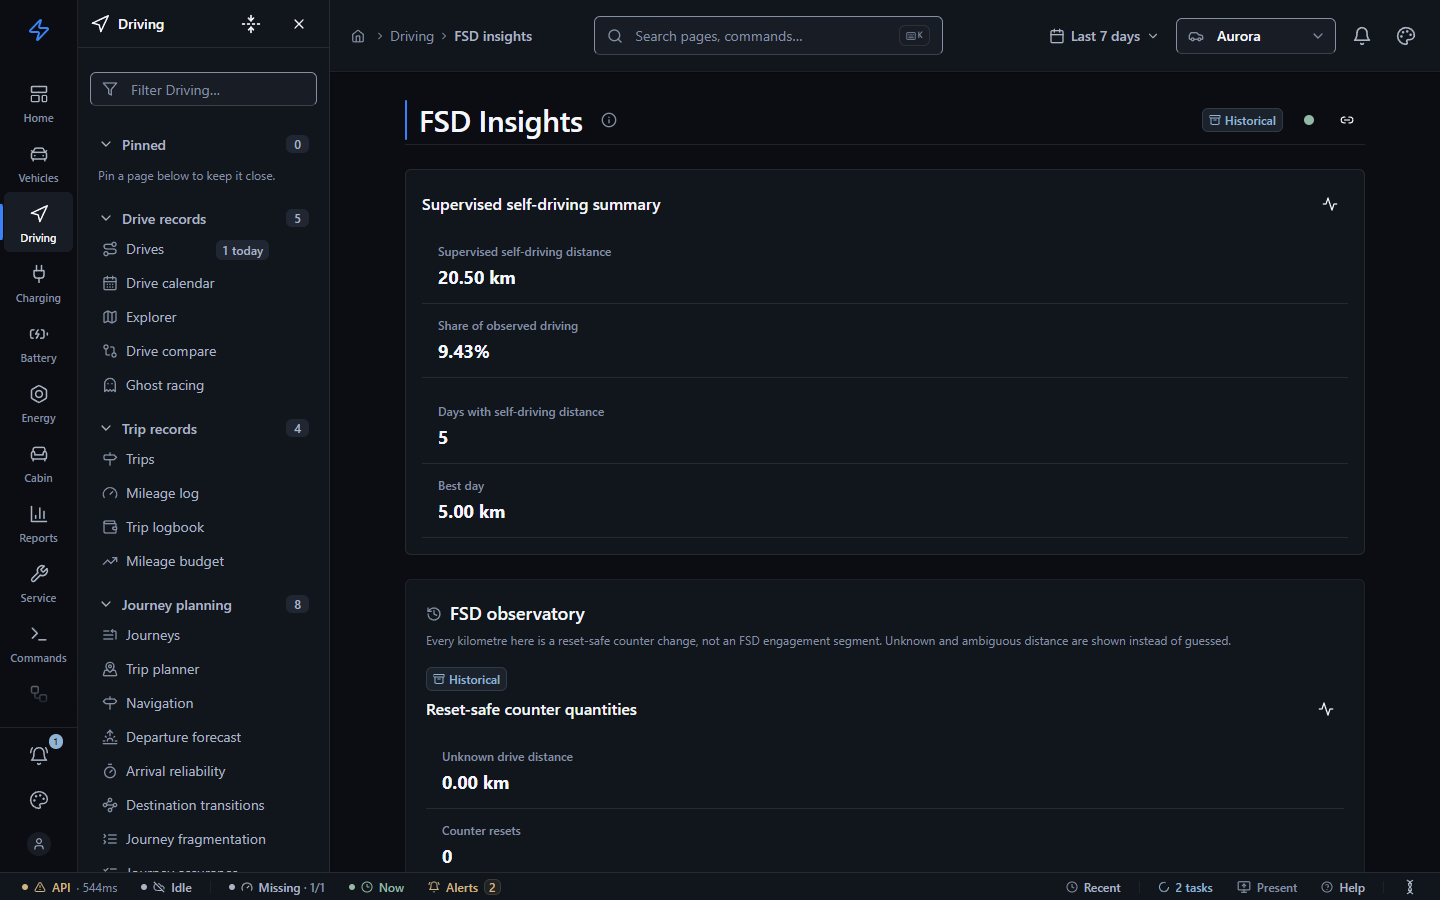 Driving
Driving
FSD insights
Search pages, commands...
K
Last 7 days
Aurora
Home
Vehicles
Driving
Charging
Battery
Energy
Cabin
Reports
Service
Commands
1
Filter Driving...
Pinned
0
Pin a page below to keep it close.
Drive records
5
Drives
1 today
Drive calendar
Explorer
Drive compare
Ghost racing
Trip records
4
Trips
Mileage log
Trip logbook
Mileage budget
Journey planning
8
Journeys
Trip planner
Navigation
Departure forecast
Arrival reliability
Destination transitions
Journey fragmentation
FSD Insights
Historical
Supervised self-driving summary
Supervised self-driving distance
20.50 km
Share of observed driving
9.43%
Days with self-driving distance
5
Best day
5.00 km
FSD observatory
Every kilometre here is a reset-safe counter change, not an FSD engagement segment. Unknown and ambiguous distance are shown instead of guessed.
Historical
Reset-safe counter quantities
Unknown drive distance
0.00 km
Counter resets
0
API · 544ms
Idle
Missing · 1/1
Now
Alerts 2
Recent
2 tasks
Present
Help